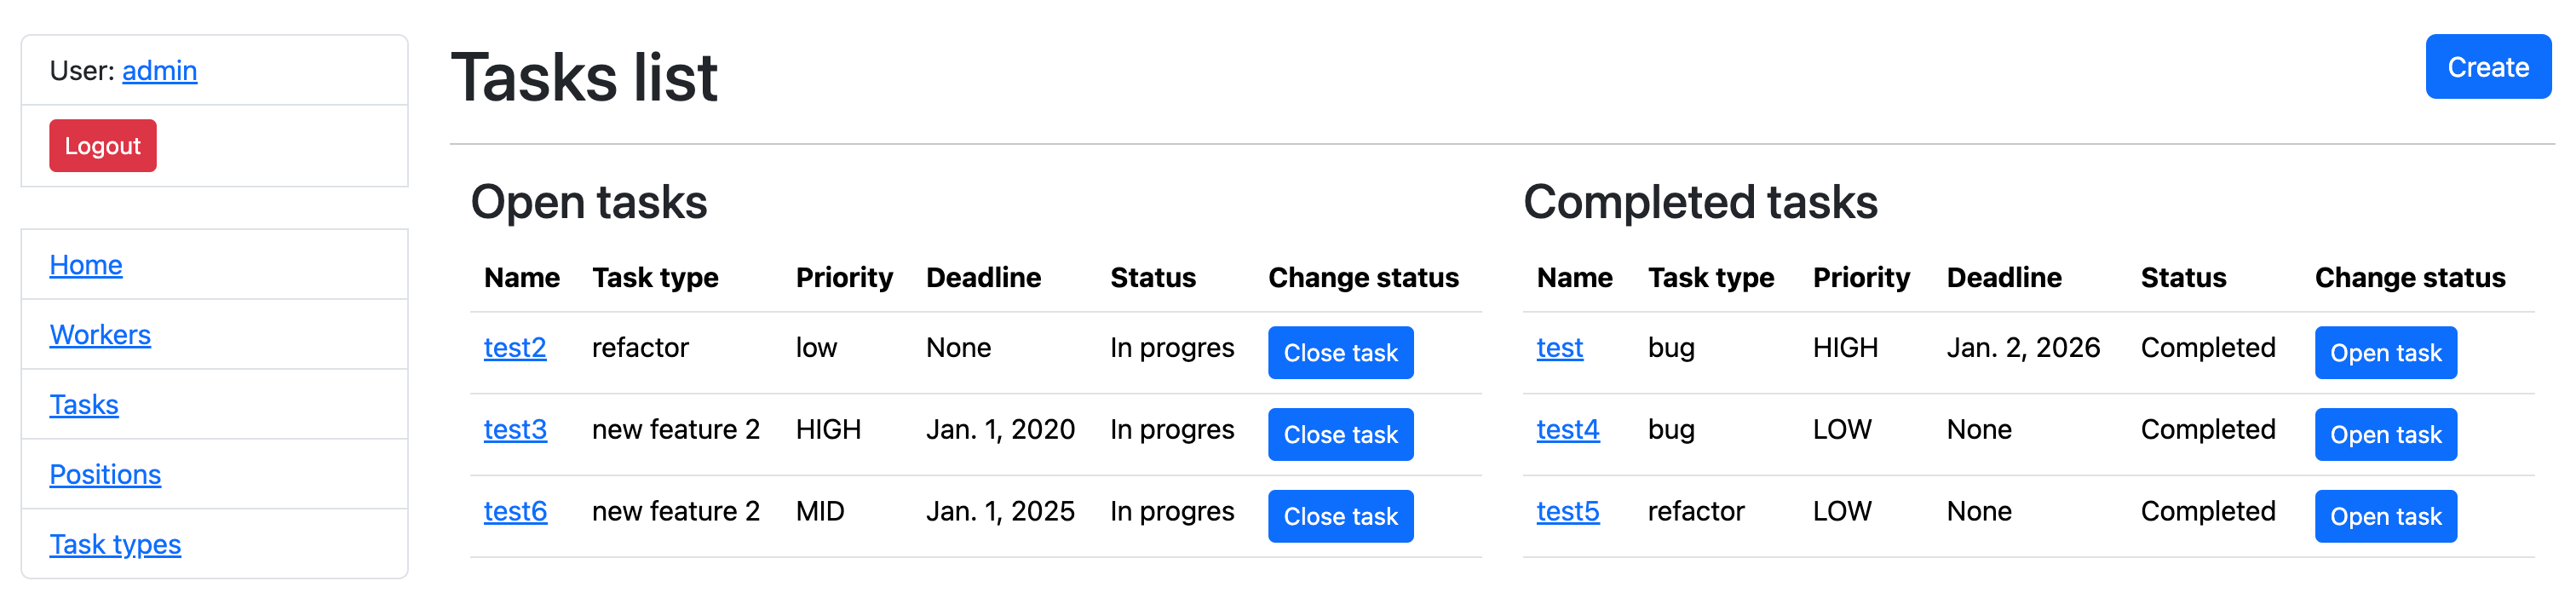 User: admin
Logout
Home
Workers
Tasks
Positions
Task types
Tasks list
Create
Open tasks
Name Task type Priority Deadline Status Change status
test2 refactor low None In progres Close task
test3 new feature 2 HIGH Jan. 1, 2020 In progres Close task
test6 new feature 2 MID Jan. 1, 2025 In progres Close task
Completed tasks
Name Task type Priority Deadline Status Change status
test bug HIGH Jan. 2, 2026 Completed Open task
test4 bug LOW None Completed Open task
test5 refactor LOW None Completed Open task